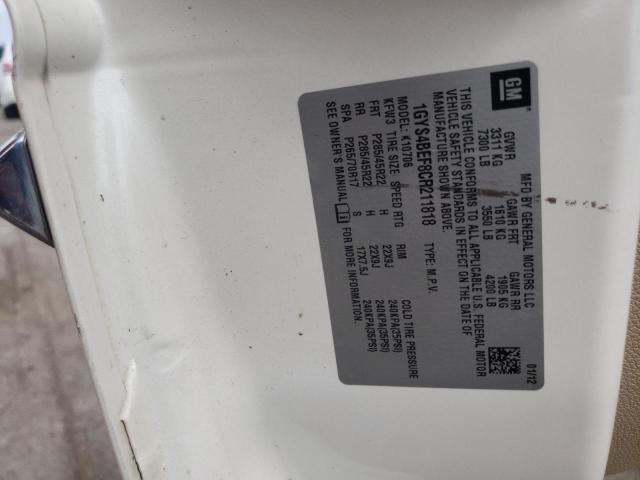 GM
MFD BY GENERAL MOTORS LLC
01/12
GVWR GAWR FRT GAWR RR
3311 KG 1610 KG 1905 KG
7300 LB 3550 LB 4200 LB
THIS VEHICLE CONFORMS TO ALL APPLICABLE U.S. FEDERAL MOTOR
VEHICLE SAFETY STANDARDS IN EFFECT ON THE DATE OF
MANUFACTURE SHOWN ABOVE.
1GYS4BEF8CR211818 TYPE: M.P.V.
MODEL: K10706
KFW3 TIRE SIZE SPEED RTG RIM COLD TIRE PRESSURE
FRT P285/45R22 H 22X9J 240KPA(35PSI)
RR P285/45R22 H 22X9J 240KPA(35PSI)
SPA P265/70R17 S 17X7.5J 240KPA(35PSI)
SEE OWNER'S MANUAL FOR MORE INFORMATION